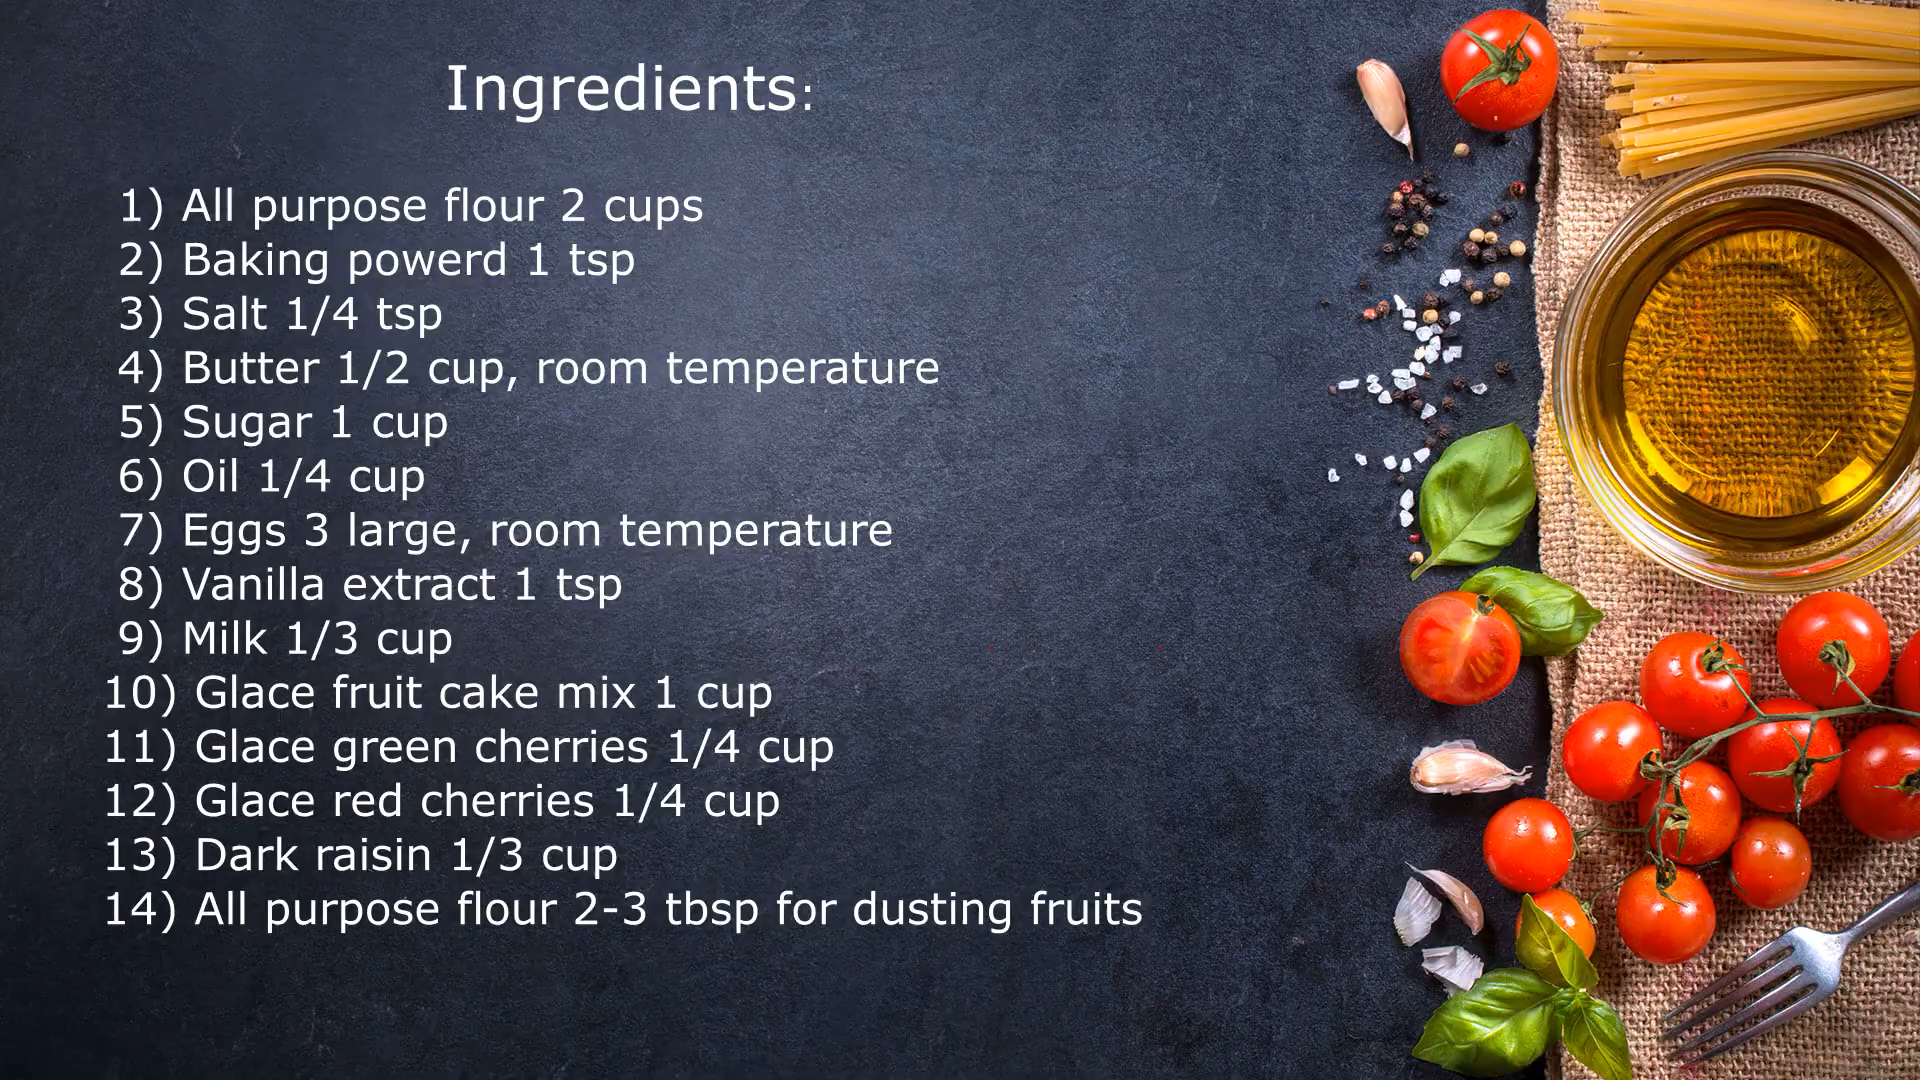 Ingredients:
1) All purpose flour 2 cups
2) Baking powerd 1 tsp
3) Salt 1/4 tsp
4) Butter 1/2 cup, room temperature
5) Sugar 1 cup
6) Oil 1/4 cup
7) Eggs 3 large, room temperature
8) Vanilla extract 1 tsp
9) Milk 1/3 cup
10) Glace fruit cake mix 1 cup
11) Glace green cherries 1/4 cup
12) Glace red cherries 1/4 cup
13) Dark raisin 1/3 cup
14) All purpose flour 2-3 tbsp for dusting fruits